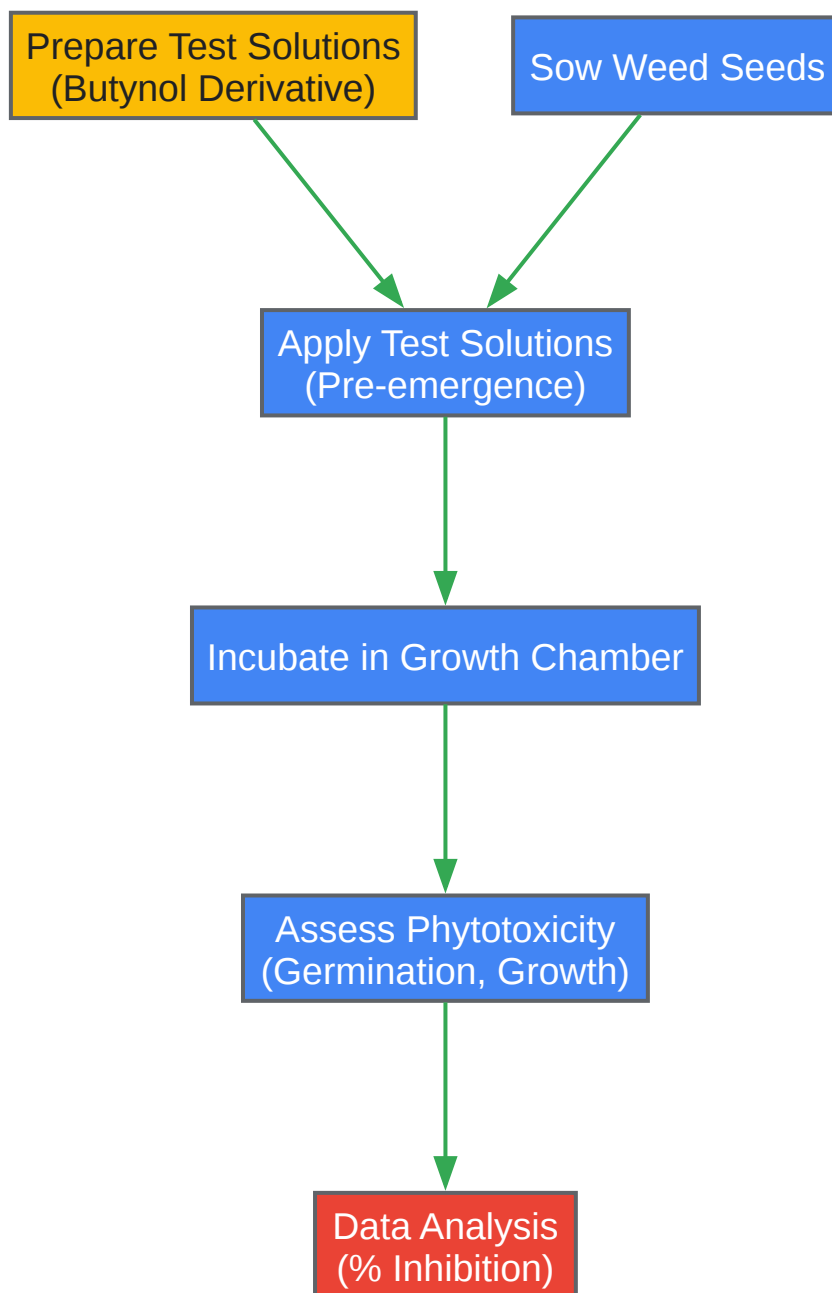 Prepare Test Solutions
(Butynol Derivative)
Sow Weed Seeds
Apply Test Solutions
(Pre-emergence)
Incubate in Growth Chamber
Assess Phytotoxicity
(Germination, Growth)
Data Analysis
(% Inhibition)